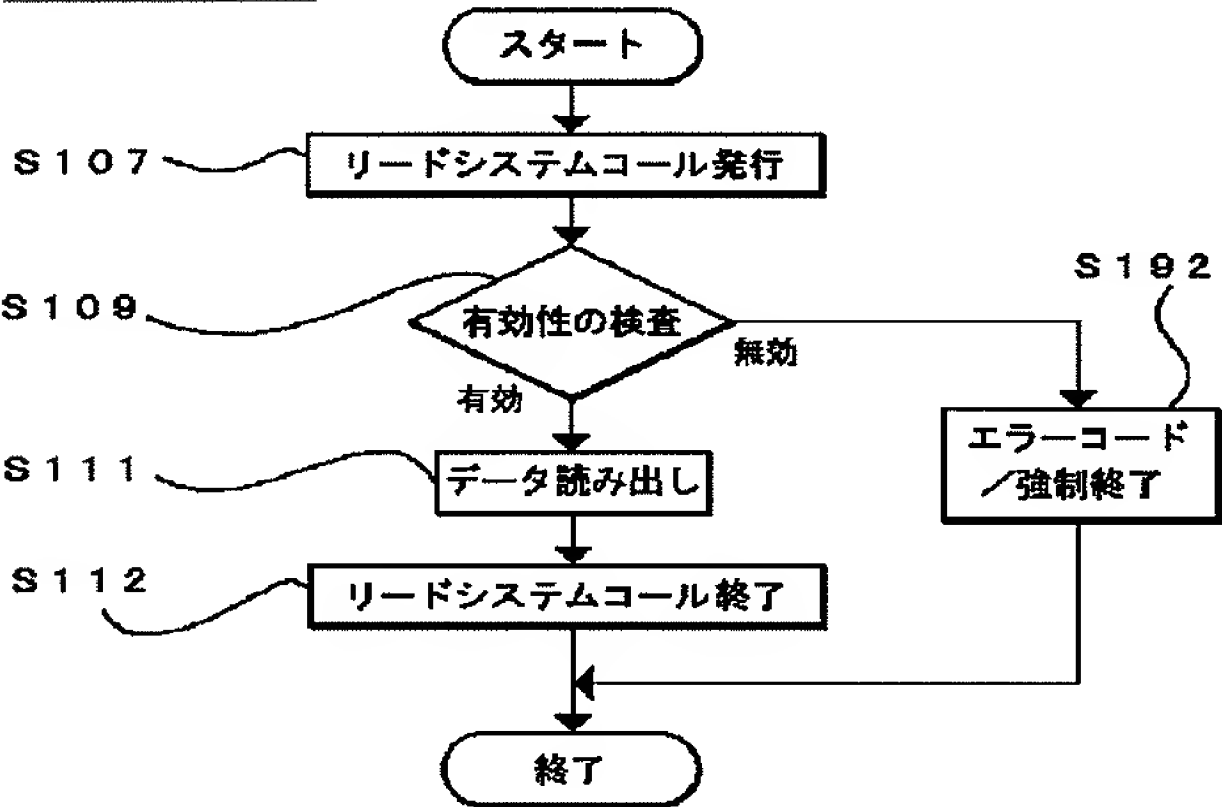 スタート
S107
リードシステムコール発行
S109
有効性の検査
S192
無効
有効
エラーコード
／強制終了
S111
データ読み出し
S112
リードシステムコール終了
終了